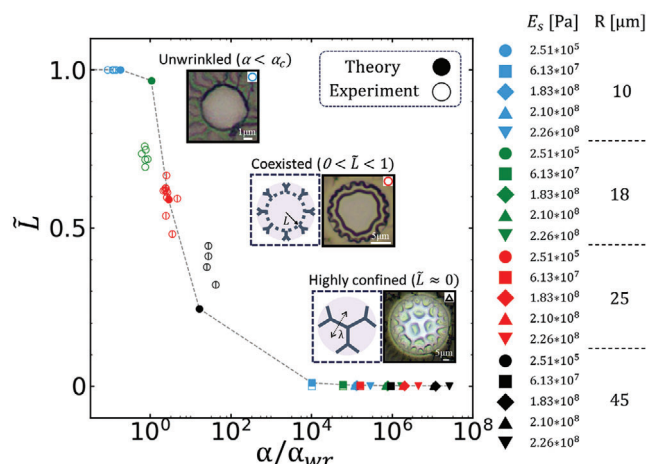 E_s [Pa] R [μm]
Unwrinkled (α < α_c)
Theory
Experiment
1μm
Coexisted (0 < L̃ < 1)
L
5μm
Highly confined (L̃ ≈ 0)
λ
5μm
L̃
1.0
0.5
0
10^0 10^2 10^4 10^6 10^8
α/α_wr
2.51*10^5
6.13*10^7
1.83*10^8
2.10*10^8
2.26*10^8
10
2.51*10^5
6.13*10^7
1.83*10^8
2.10*10^8
2.26*10^8
18
2.51*10^5
6.13*10^7
1.83*10^8
2.10*10^8
2.26*10^8
25
2.51*10^5
6.13*10^7
1.83*10^8
2.10*10^8
2.26*10^8
45